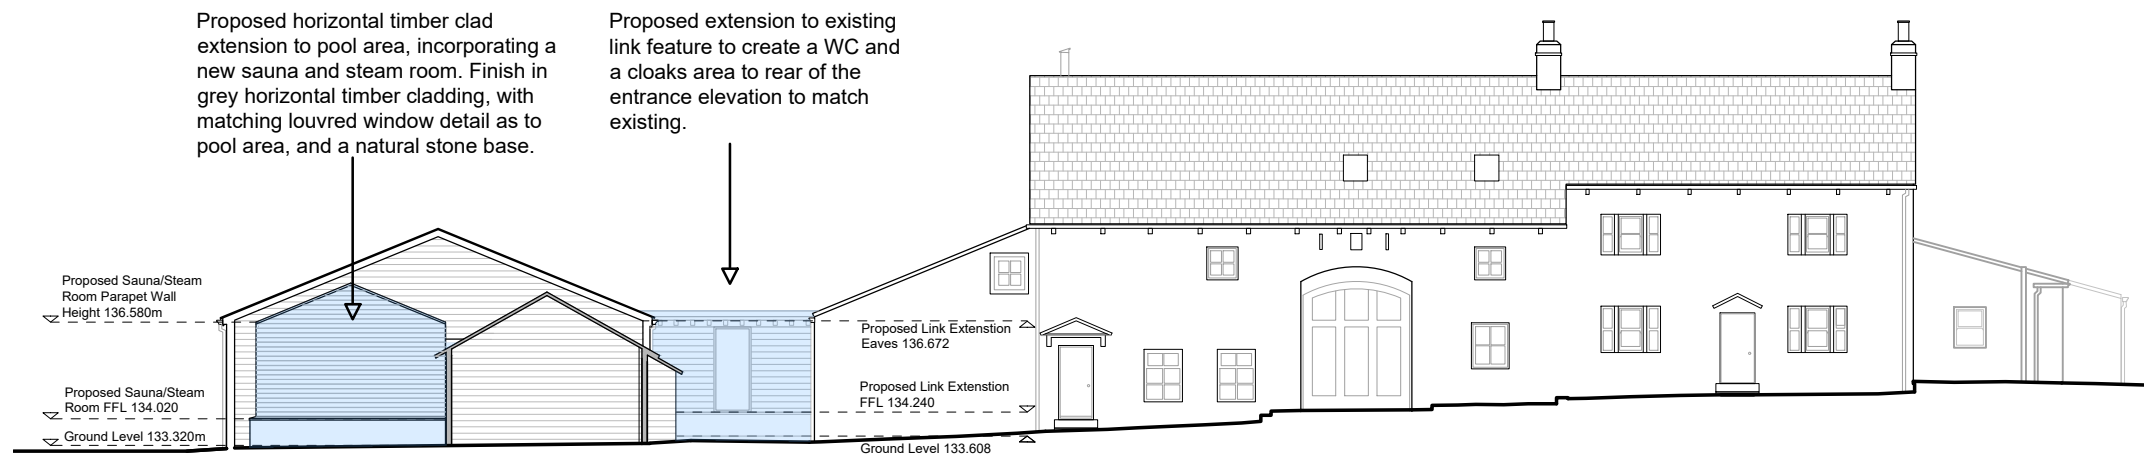 Proposed horizontal timber clad
extension to pool area, incorporating a
new sauna and steam room. Finish in
grey horizontal timber cladding, with
matching louvred window detail as to
pool area, and a natural stone base.
Proposed extension to existing
link feature to create a WC and
a cloaks area to rear of the
entrance elevation to match
existing.
Proposed Sauna/Steam
Room Parapet Wall
Height 136.580m
Proposed Sauna/Steam
Room FFL 134.020
Ground Level 133.320m
Proposed Link Extenstion
Eaves 136.672
Proposed Link Extenstion
FFL 134.240
Ground Level 133.608